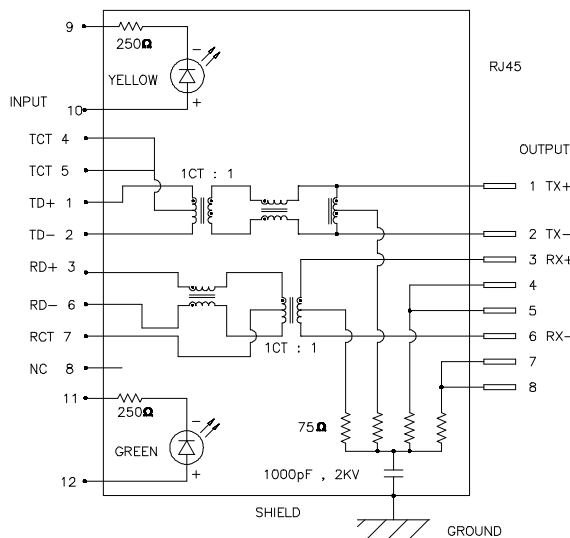 9
250Ω
YELLOW
RJ45
INPUT
10
TCT 4
OUTPUT
TCT 5
1CT : 1
1 TX+
TD+ 1
TD- 2
2 TX-
RD+ 3
3 RX+
4
RD- 6
5
RCT 7
6 RX-
1CT : 1
7
NC 8
8
11
250Ω
75Ω
GREEN
12
1000pF , 2KV
SHIELD
GROUND